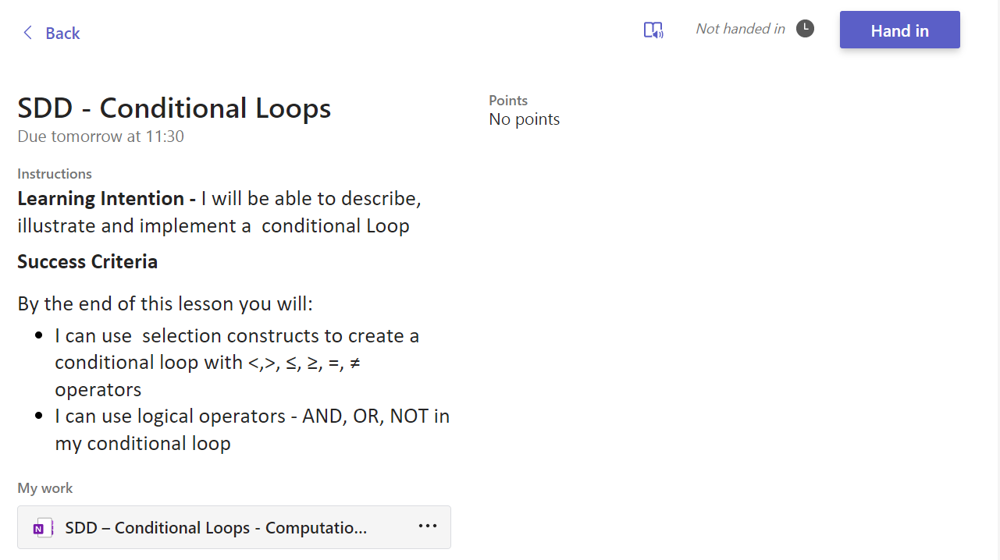 Back
Not handed in
Hand in
SDD - Conditional Loops
Due tomorrow at 11:30
Points
No points
Instructions
Learning Intention - I will be able to describe,
illustrate and implement a  conditional Loop
Success Criteria
By the end of this lesson you will:
• I can use  selection constructs to create a
conditional loop with <,>, ≤, ≥, =, ≠
operators
• I can use logical operators - AND, OR, NOT in
my conditional loop
My work
N SDD – Conditional Loops - Computatio... ···